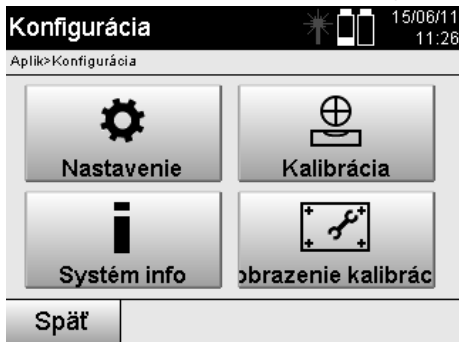 Konfigurácia
15/06/11
11:26
Aplik>Konfigurácia
Nastavenie
Kalibrácia
Systém info
obrazenie kalibrác
Späť